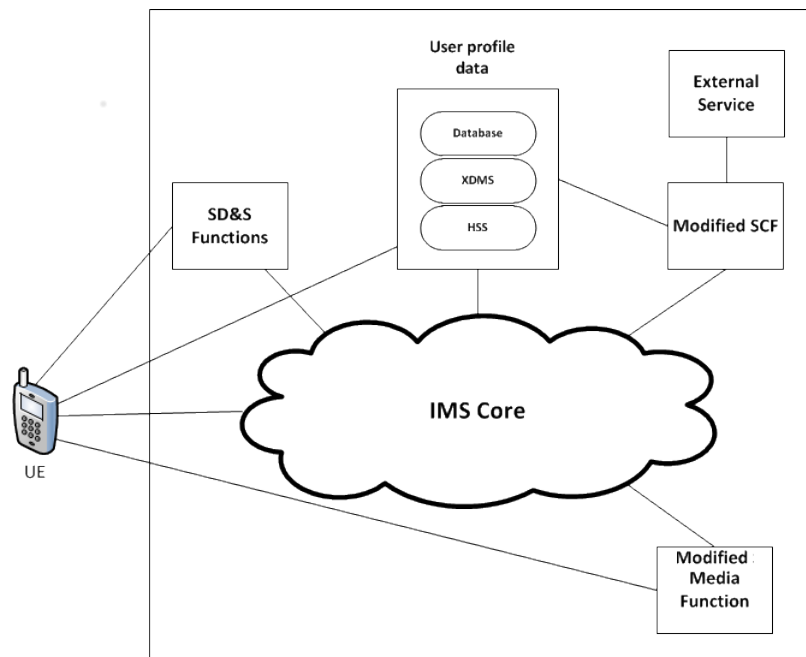 User profile
data
External
Service
Database
XDMS
HSS
SD&S
Functions
Modified SCF
IMS Core
UE
Modified
Media
Function